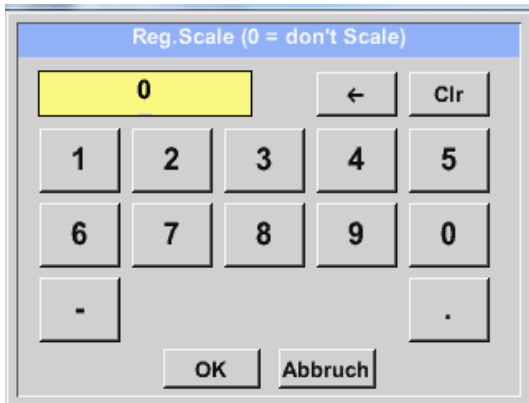 Reg.Scale (0 = don't Scale)
0 ← Clr
1 2 3 4 5
6 7 8 9 0
- .
OK Abbruch